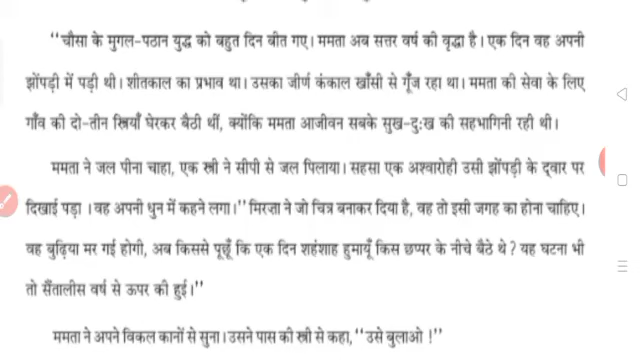 “चौसा के मुगल-पठान युद्ध को बहुत दिन बीत गए। ममता अब सत्तर वर्ष की वृद्धा है। एक दिन वह अपनी
झोंपड़ी में पड़ी थी। शीतकाल का प्रभाव था। उसका जीर्ण कंकाल खाँसी से गूँज रहा था। ममता की सेवा के लिए
गाँव की दो-तीन स्त्रियाँ घेरकर बैठी थीं, क्योंकि ममता आजीवन सबके सुख-दुःख की सहभागिनी रही थी।
ममता ने जल पीना चाहा, एक स्त्री ने सीपी से जल पिलाया। सहसा एक अश्वारोही उसी झोंपड़ी के द्वार पर
दिखाई पड़ा । वह अपनी धुन में कहने लगा।'' मिरज़ा ने जो चित्र बनाकर दिया है, वह तो इसी जगह का होना चाहिए।
वह बुढ़िया मर गई होगी, अब किससे पूछूँ कि एक दिन शहंशाह हुमायूँ किस छप्पर के नीचे बैठे थे? यह घटना भी
तो सैंतालीस वर्ष से ऊपर की हुई।”
ममता ने अपने विकल कानों से सुना। उसने पास की स्त्री से कहा, “उसे बुलाओ !”